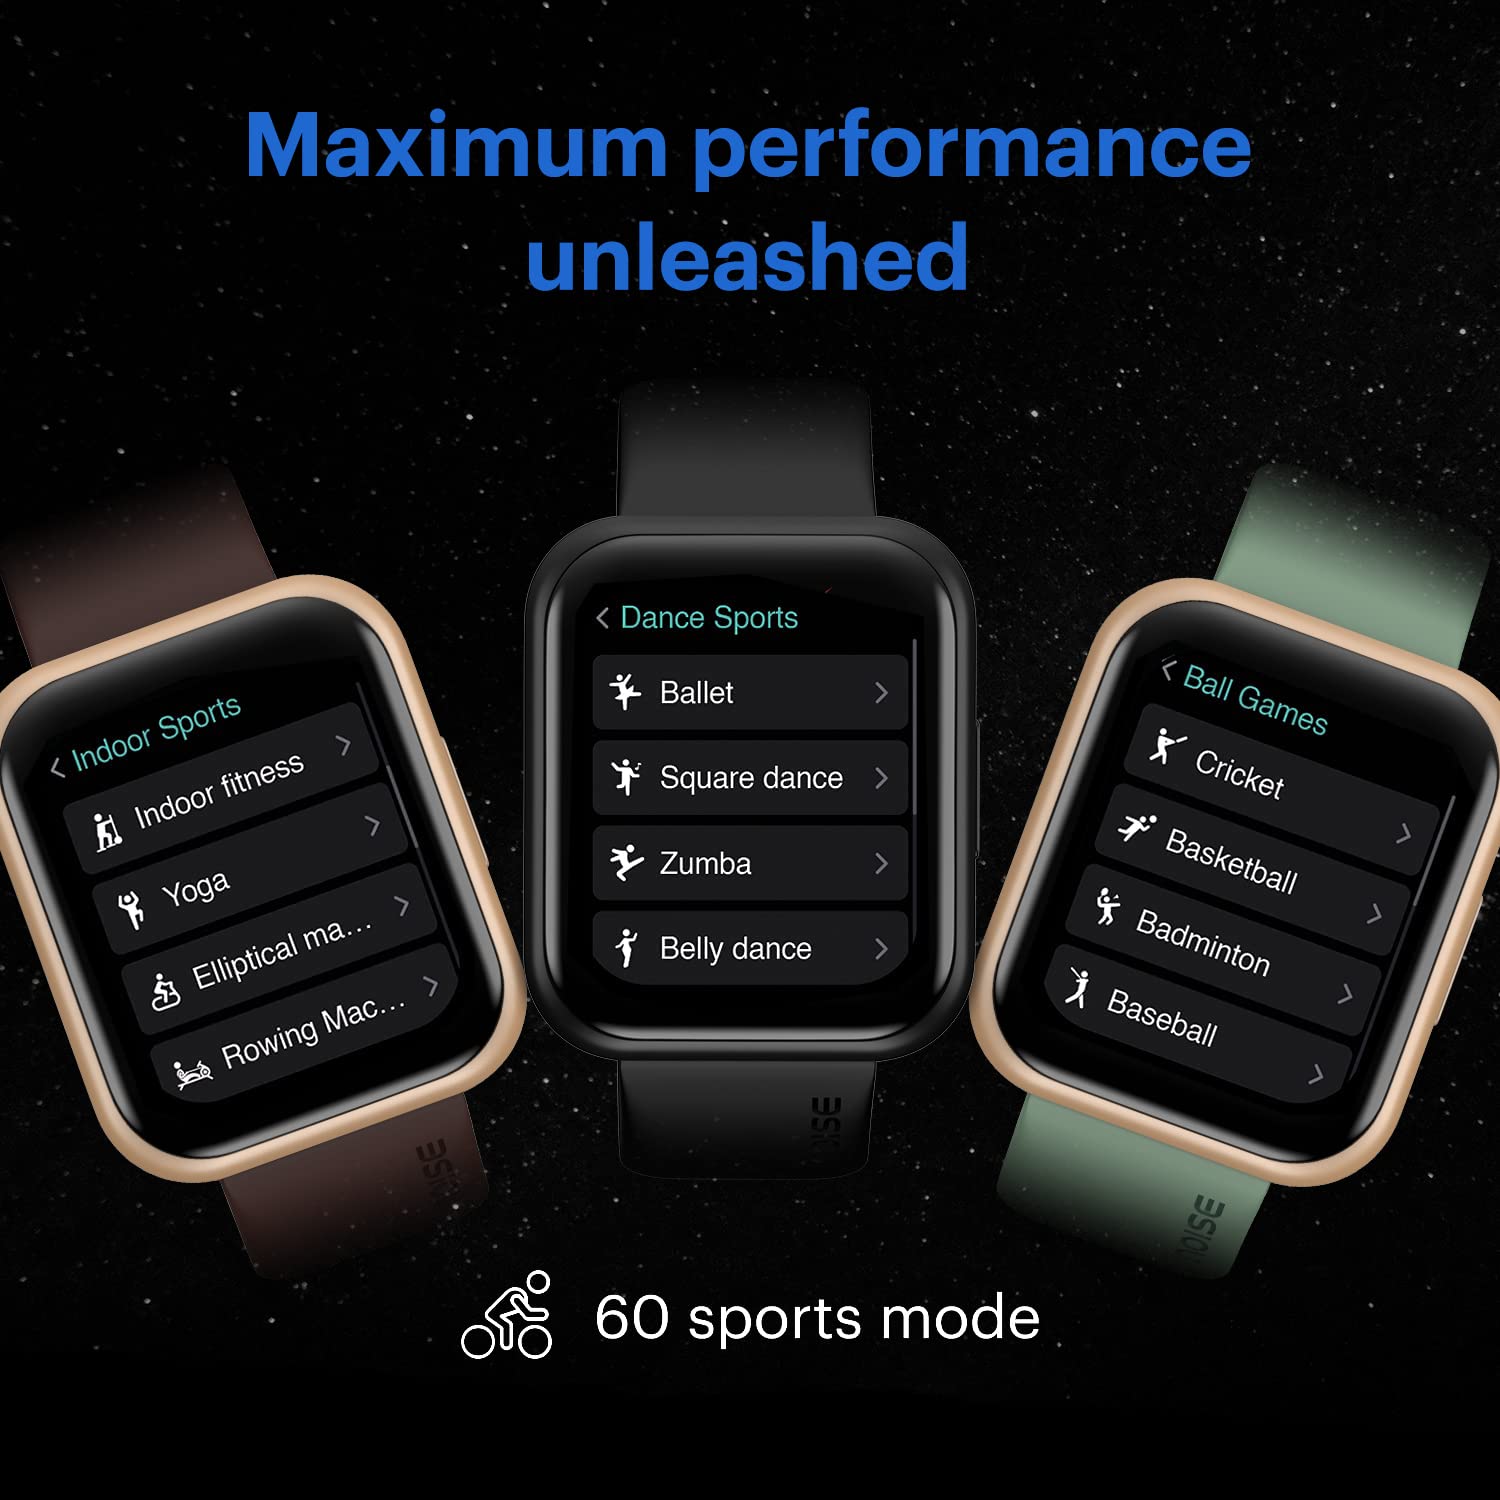 Maximum performance
unleashed
Indoor Sports
Indoor fitness
Yoga
Elliptical ma...
Rowing Mac...
Dance Sports
Ballet
Square dance
Zumba
Belly dance
Ball Games
Cricket
Basketball
Badminton
Baseball
NOISE
60 sports mode